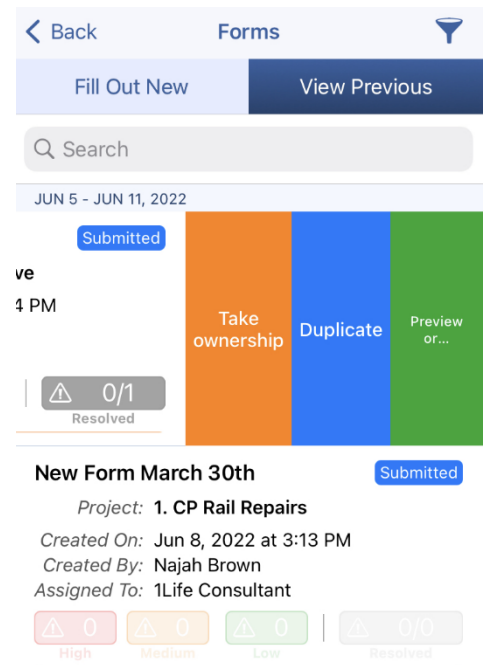 Back
Forms
Fill Out New
View Previous
Search
JUN 5 - JUN 11, 2022
Submitted
ve
4 PM
0/1
Resolved
Take
ownership
Duplicate
Preview
or...
New Form March 30th
Submitted
Project: 1. CP Rail Repairs
Created On: Jun 8, 2022 at 3:13 PM
Created By: Najah Brown
Assigned To: 1Life Consultant
0 0 0 0/0
High Medium Low Resolved